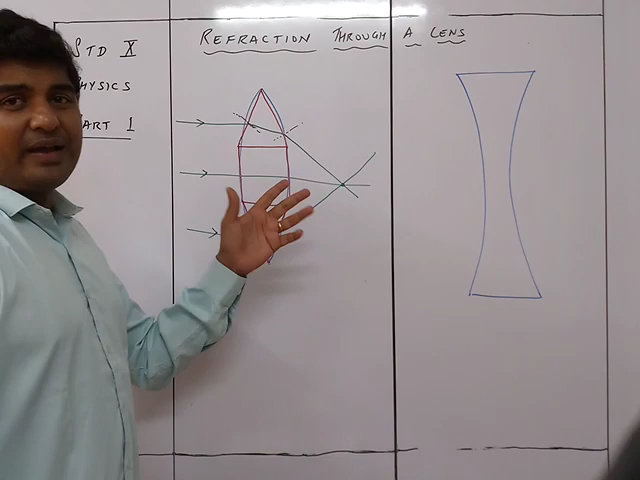 STD X
PHYSICS
PART 1
REFRACTION THROUGH A LENS